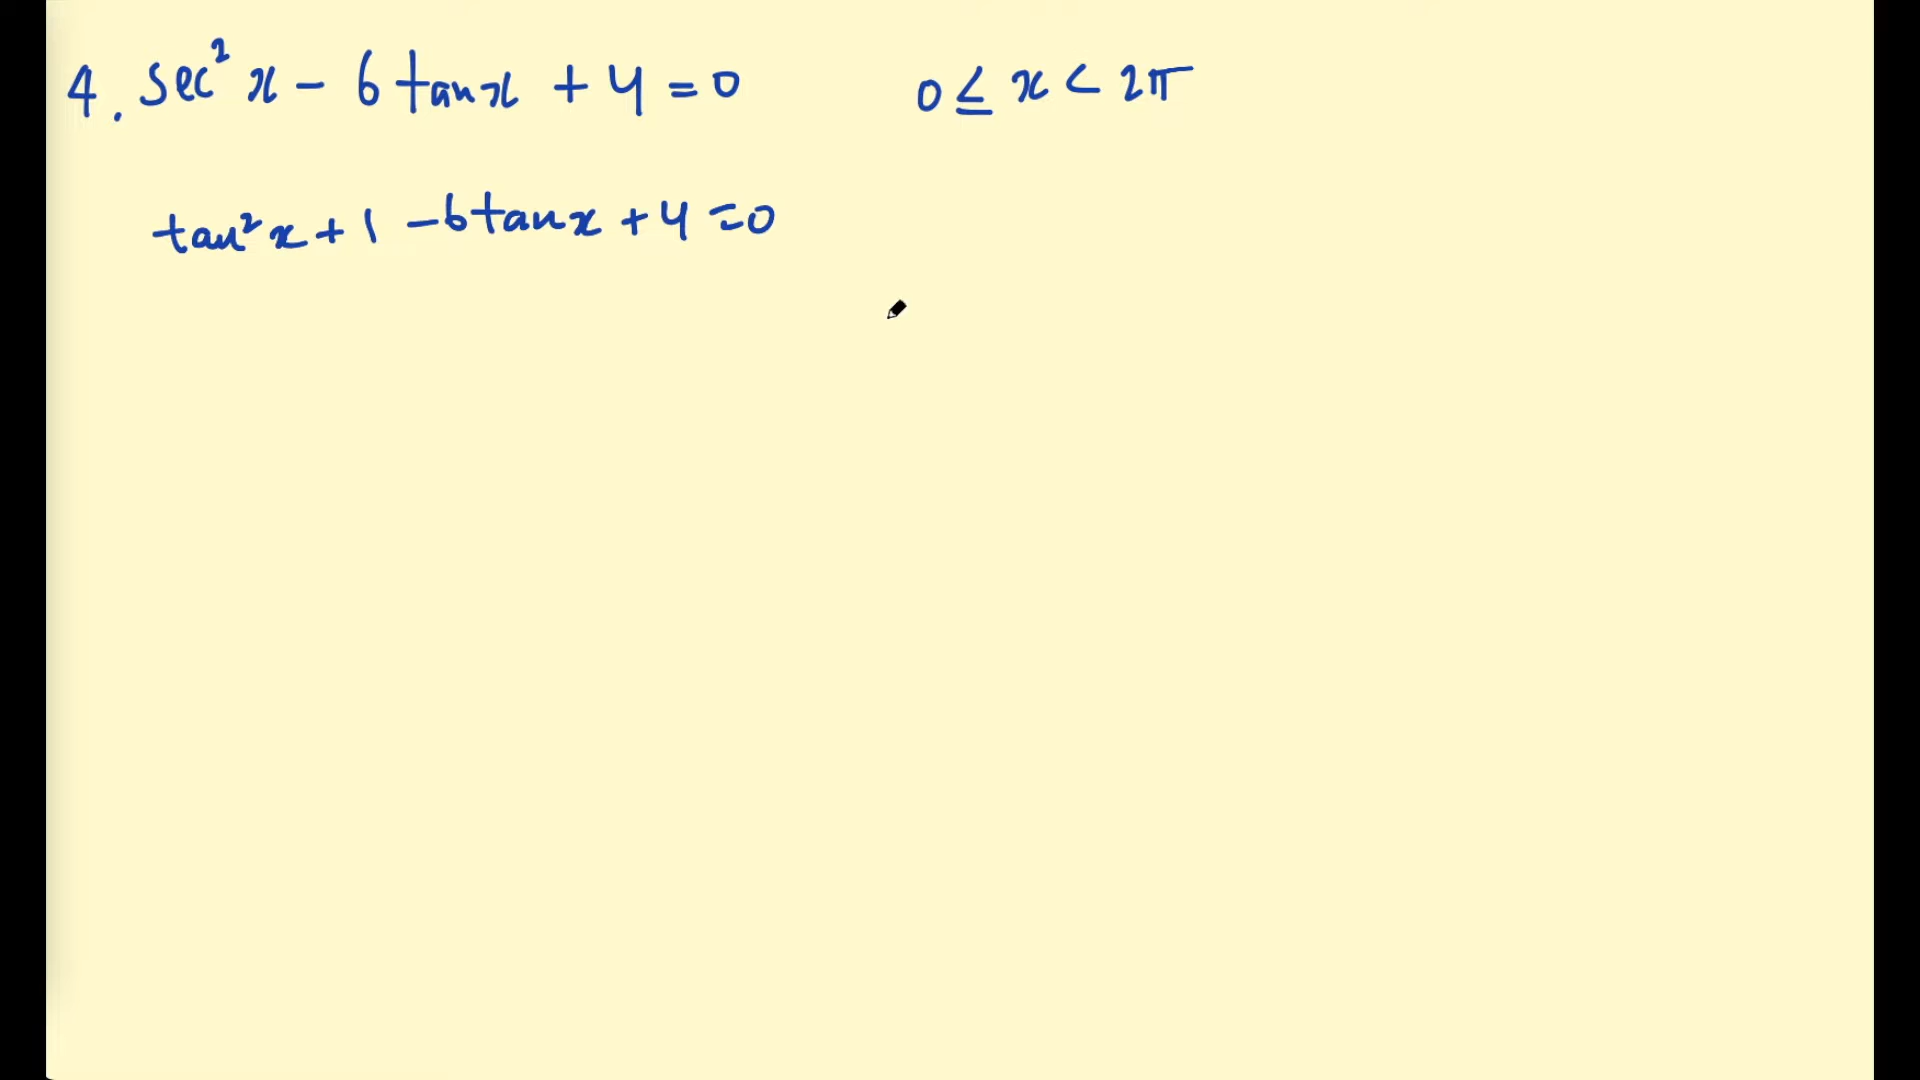 4. sec² x - 6 tan x + 4 = 0 0 ≤ x < 2π
tan² x + 1 - 6 tan x + 4 = 0